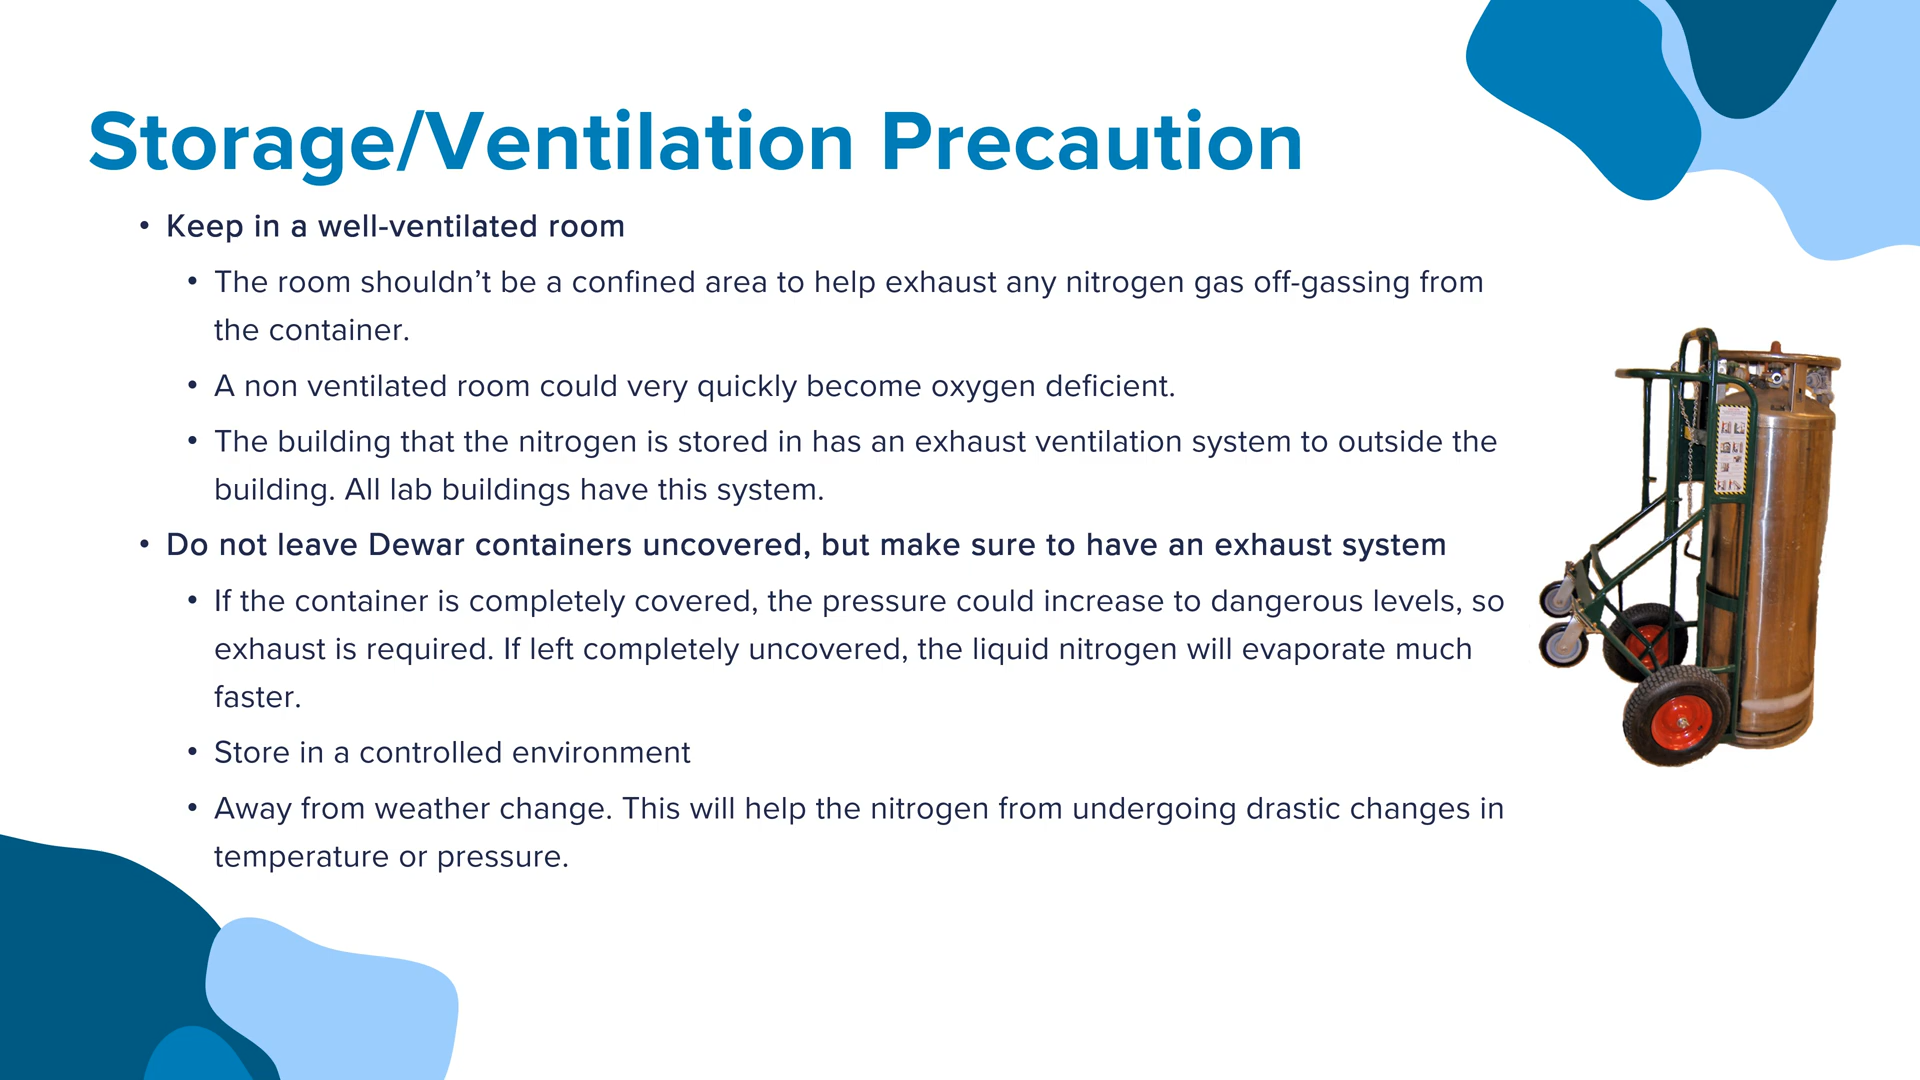 Storage/Ventilation Precaution
• Keep in a well-ventilated room
• The room shouldn’t be a confined area to help exhaust any nitrogen gas off-gassing from
the container.
• A non ventilated room could very quickly become oxygen deficient.
• The building that the nitrogen is stored in has an exhaust ventilation system to outside the
building. All lab buildings have this system.
• Do not leave Dewar containers uncovered, but make sure to have an exhaust system
• If the container is completely covered, the pressure could increase to dangerous levels, so
exhaust is required. If left completely uncovered, the liquid nitrogen will evaporate much
faster.
• Store in a controlled environment
• Away from weather change. This will help the nitrogen from undergoing drastic changes in
temperature or pressure.